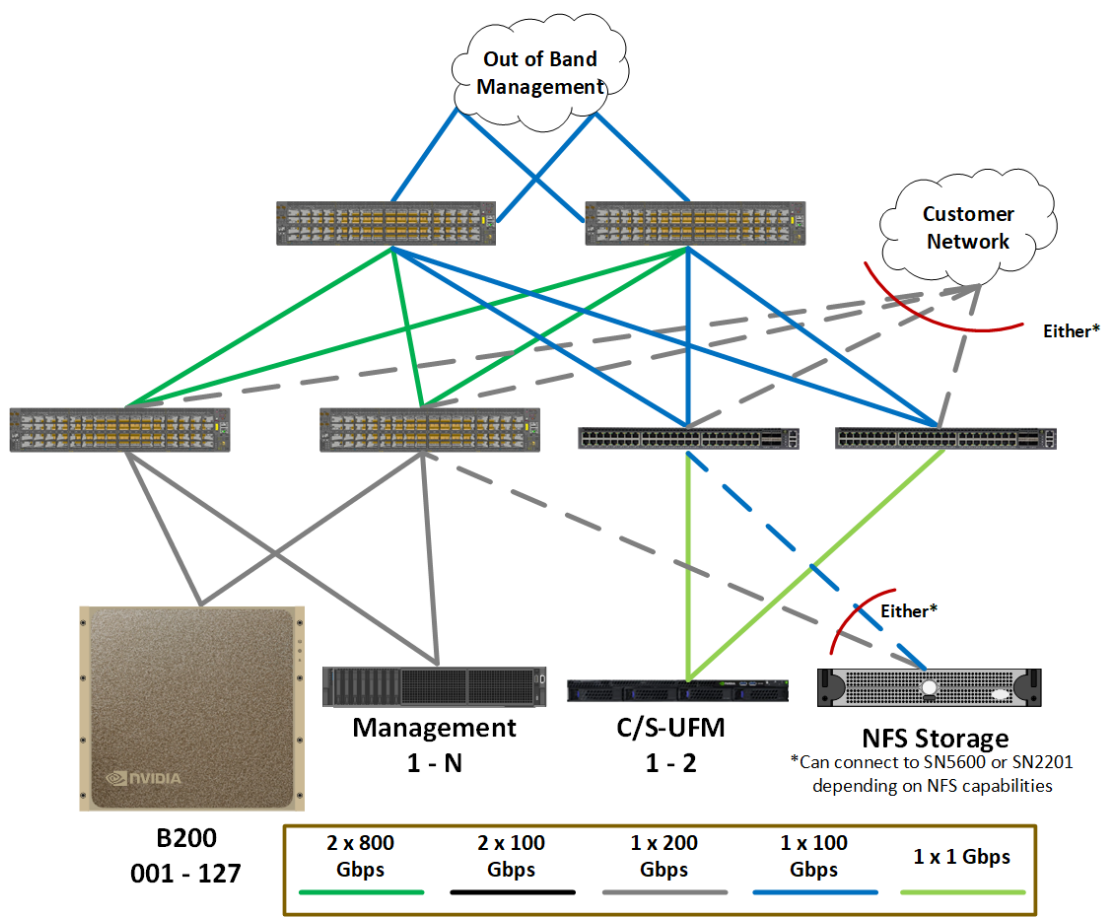 Out of Band
Management
Customer
Network
Either*
Either*
NVIDIA
Management
1 - N
C/S-UFM
1 - 2
NFS Storage
*Can connect to SN5600 or SN2201
depending on NFS capabilities
B200
001 - 127
2 x 800
Gbps
2 x 100
Gbps
1 x 200
Gbps
1 x 100
Gbps
1 x 1 Gbps